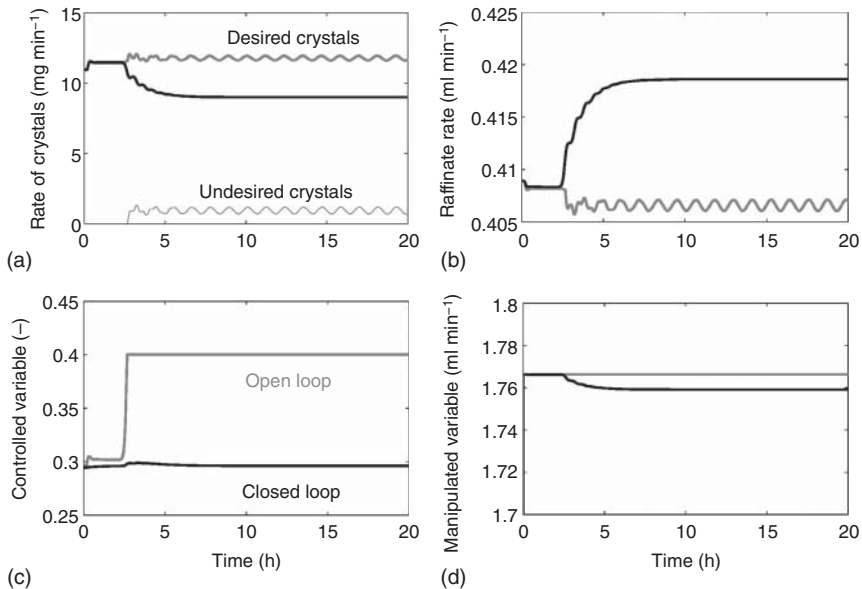 Rate of crystals (mg min⁻¹)
15
10
5
0
Desired crystals
Undesired crystals
0 5 10 15 20
(a)
Raffinate rate (ml min⁻¹)
0.42
0.415
0.41
0.405
0 5 10 15 20
(b)
Controlled variable (–)
0.45
0.4
0.35
0.3
0.25
Open loop
Closed loop
0 5 10 15 20
Time (h)
(c)
Manipulated variable (ml min⁻¹)
1.8
1.78
1.76
1.74
1.72
1.7
0 5 10 15 20
Time (h)
(d)